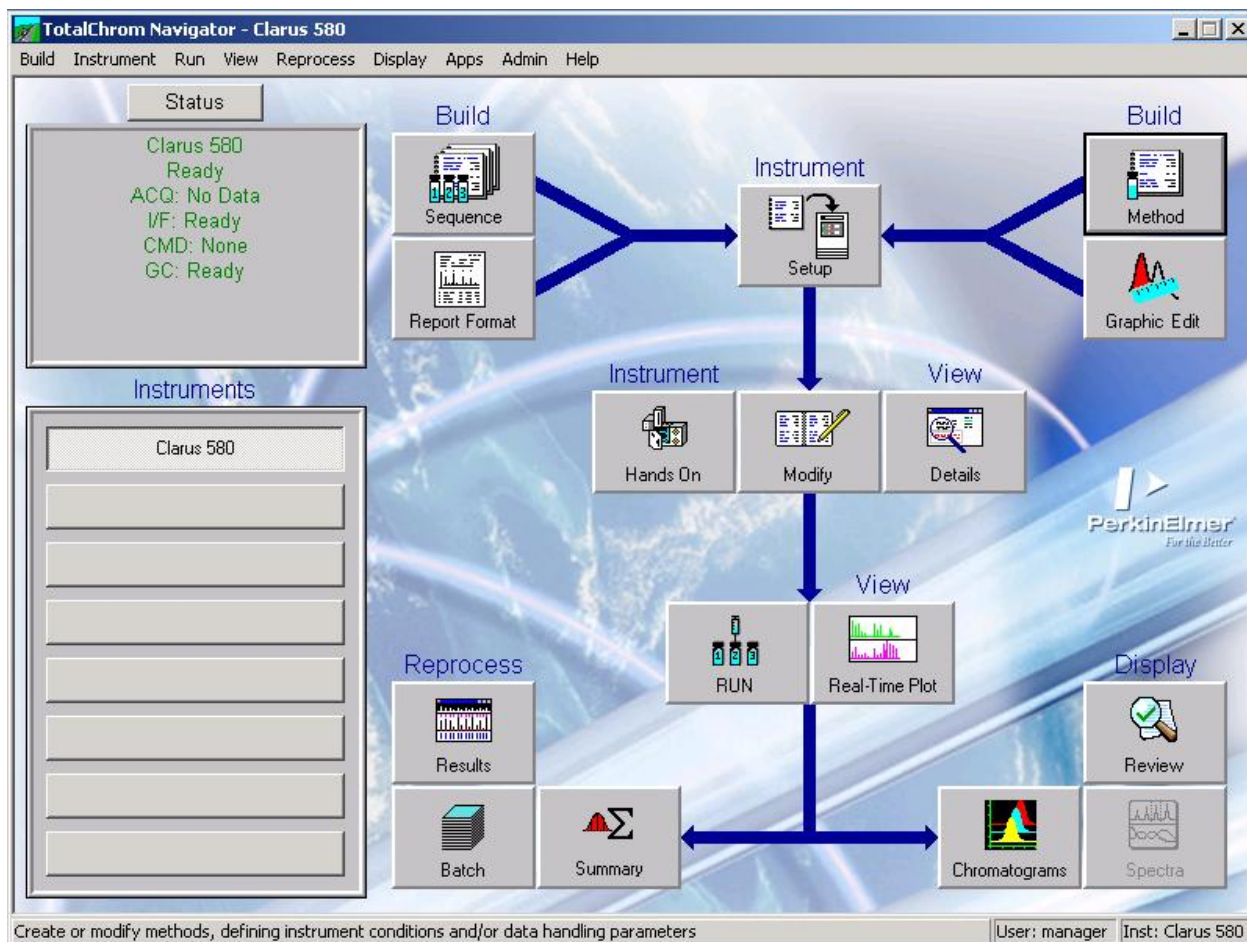 TotalChrom Navigator - Clarus 580
Build Instrument Run View Reprocess Display Apps Admin Help
Status
Clarus 580
Ready
ACQ: No Data
I/F: Ready
CMD: None
GC: Ready
Instruments
Clarus 580
Build
Sequence
Report Format
Instrument
Setup
Build
Method
Graphic Edit
Instrument
Hands On
Modify
View
Details
PerkinElmer
For the Better
RUN
View
Real-Time Plot
Reprocess
Results
Batch
Summary
Display
Review
Chromatograms
Spectra
Create or modify methods, defining instrument conditions and/or data handling parameters
User: manager
Inst: Clarus 580